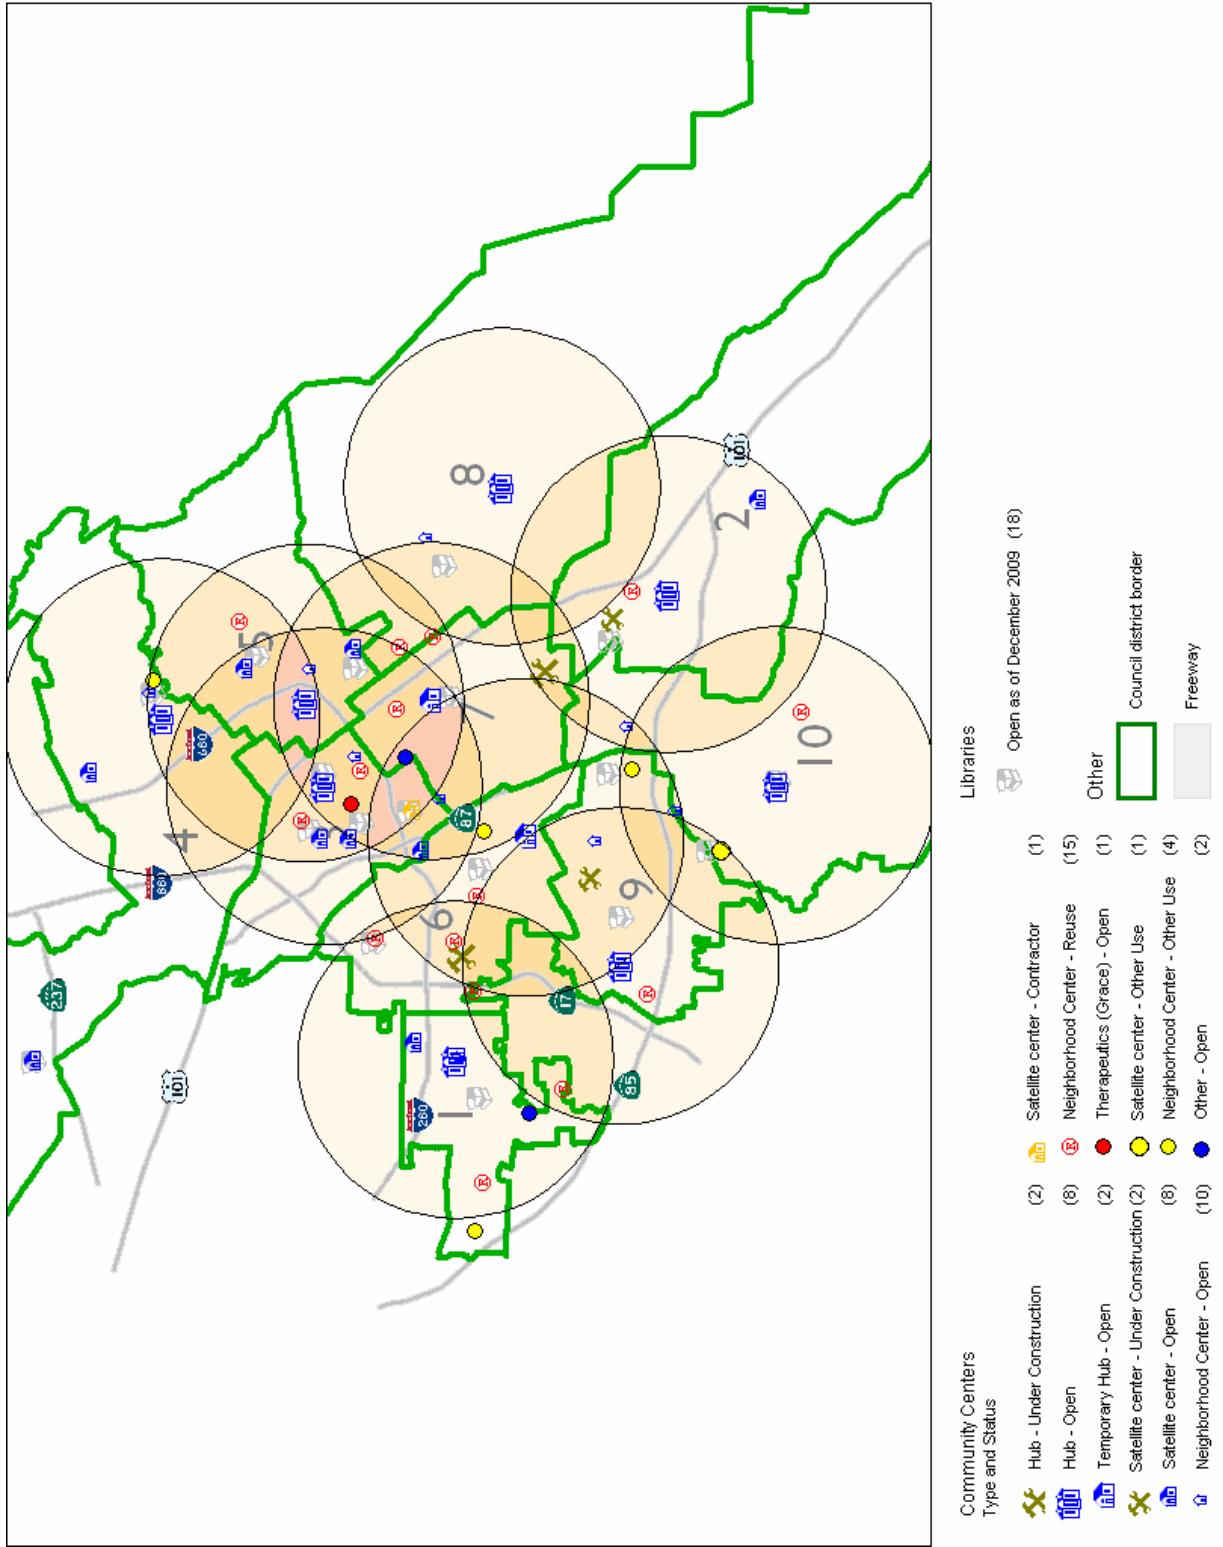 237
880
101
4
680
5
3
280
6
1
87
8
7
17
85
9
2
101
10
Community Centers
Type and Status
Hub - Under Construction (2)
Hub - Open (8)
Temporary Hub - Open (2)
Satellite center - Under Construction (2)
Satellite center - Open (8)
Neighborhood Center - Open (10)
Satellite center - Contractor (1)
Neighborhood Center - Reuse (15)
Therapeutics (Grace) - Open (1)
Satellite center - Other Use (1)
Neighborhood Center - Other Use (4)
Other - Open (2)
Libraries
Open as of December 2009 (18)
Other
Council district border
Freeway